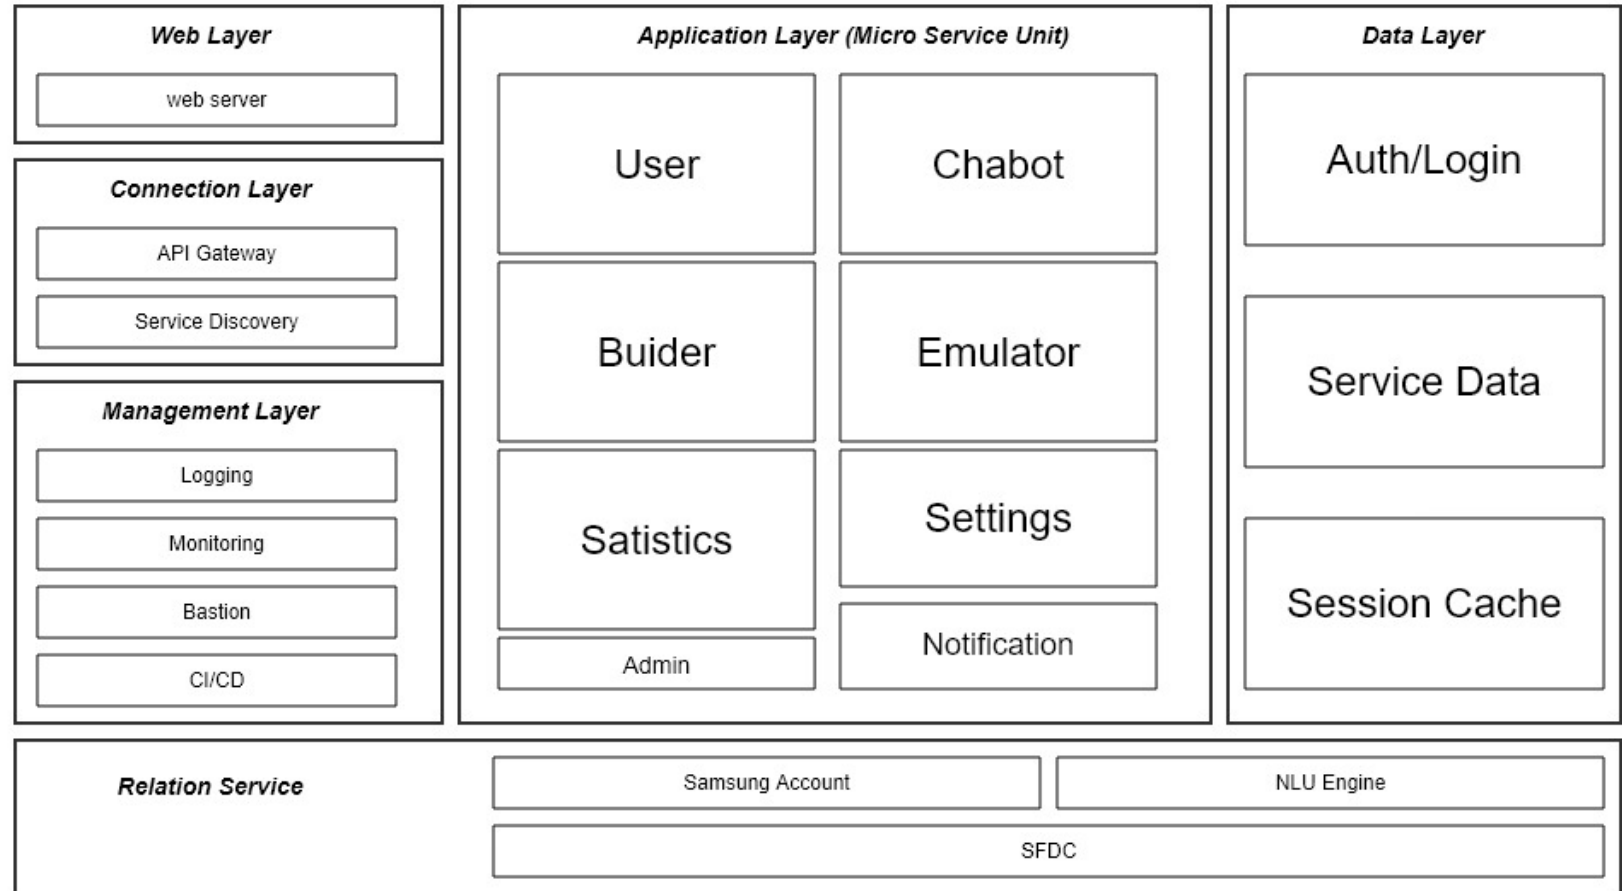 Web Layer
web server
Connection Layer
API Gateway
Service Discovery
Management Layer
Logging
Monitoring
Bastion
CI/CD
Application Layer (Micro Service Unit)
User
Chabot
Buider
Emulator
Satistics
Settings
Admin
Notification
Data Layer
Auth/Login
Service Data
Session Cache
Relation Service
Samsung Account
NLU Engine
SFDC